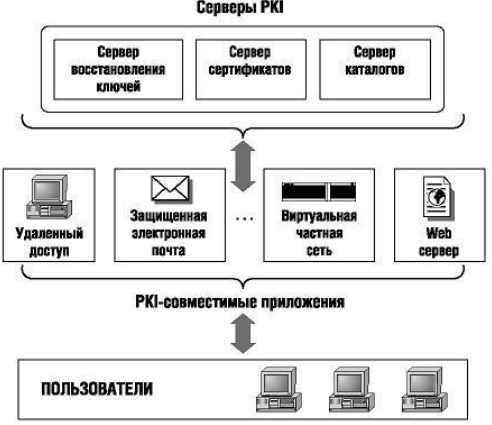 Серверы PKI
Сервер
восстановления
ключей
Сервер
сертификатов
Сервер
каталогов
Удаленный
доступ
Защищенная
электронная
почта
...
Виртуальная
частная
сеть
Web
сервер
PKI-совместимые приложения
ПОЛЬЗОВАТЕЛИ